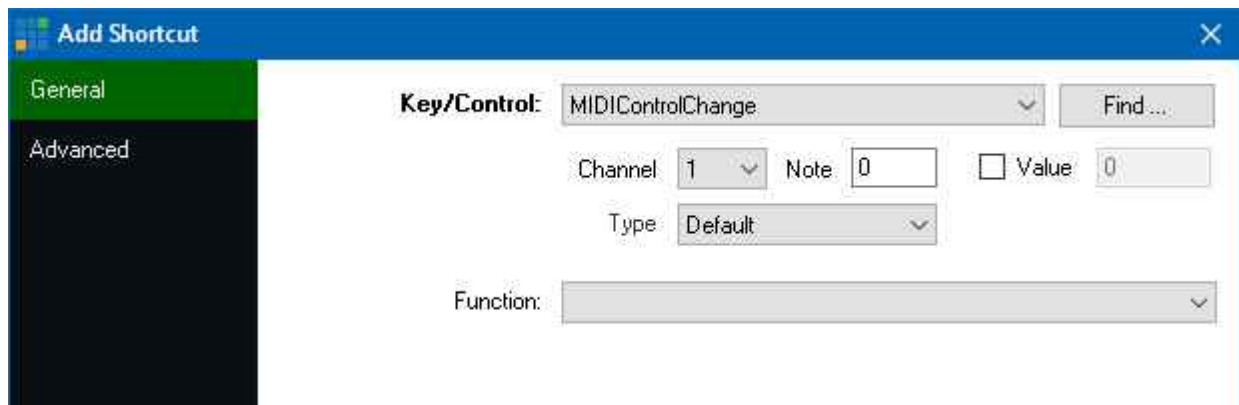 Add Shortcut
General
Advanced
Key/Control: MIDIControlChange Find ...
Channel 1 Note 0 Value 0
Type Default
Function: